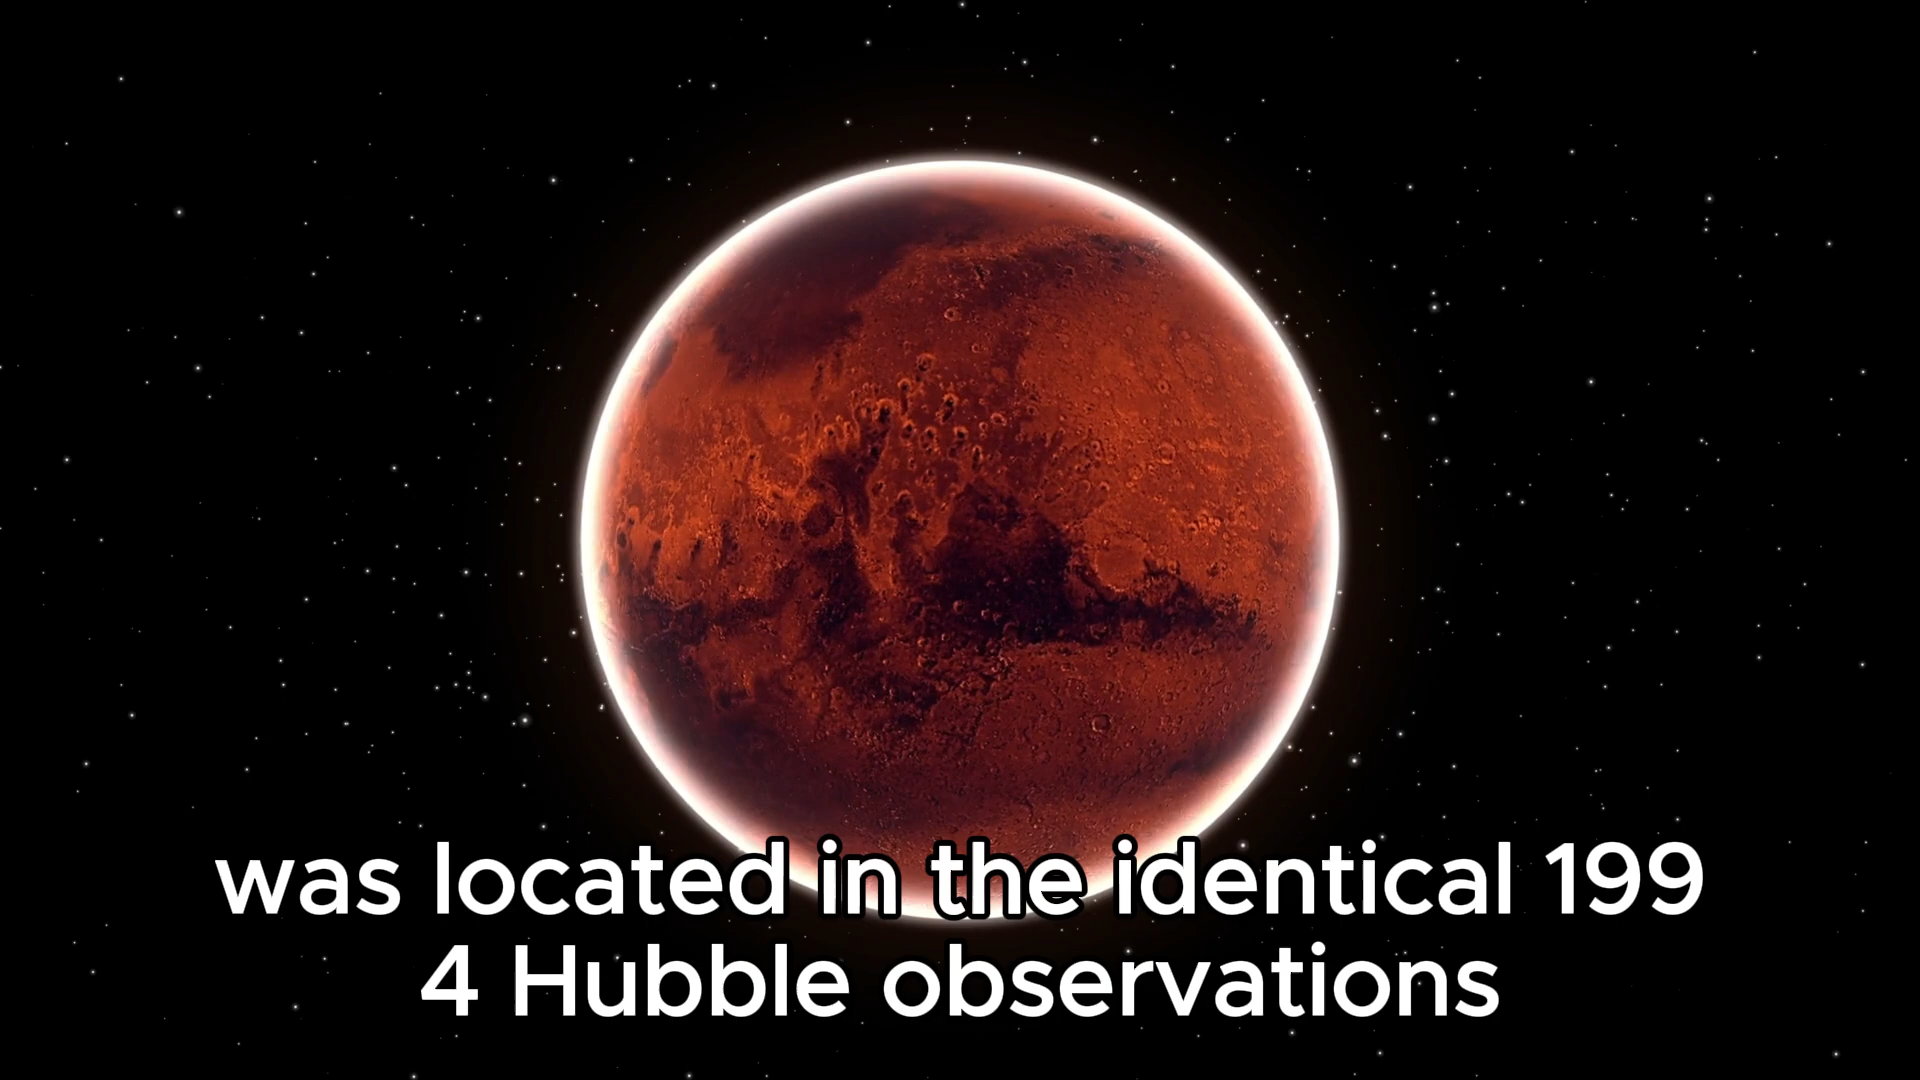 was located in the identical 199
4 Hubble observations